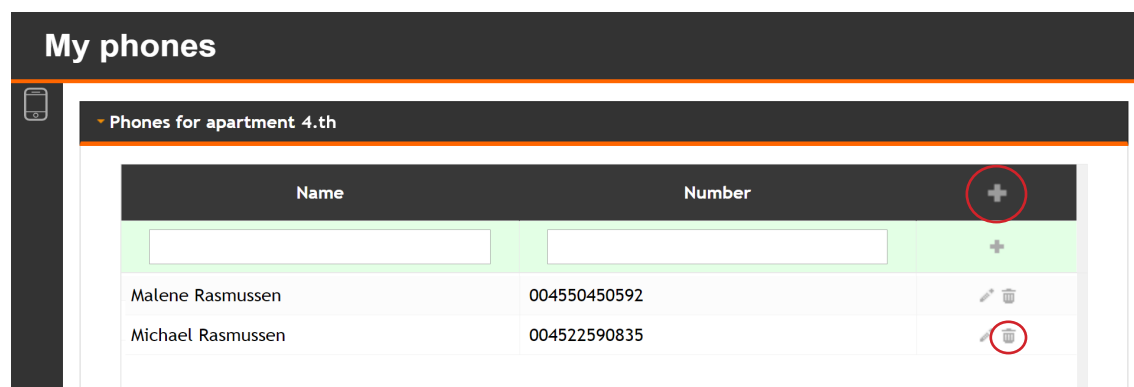 My phones
Phones for apartment 4.th
Name Number
Malene Rasmussen 004550450592
Michael Rasmussen 004522590835